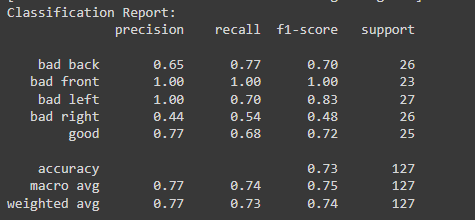 Classification Report:
precision recall f1-score support
bad back 0.65 0.77 0.70 26
bad front 1.00 1.00 1.00 23
bad left 1.00 0.70 0.83 27
bad right 0.44 0.54 0.48 26
good 0.77 0.68 0.72 25
accuracy 0.73 127
macro avg 0.77 0.74 0.75 127
weighted avg 0.77 0.73 0.74 127